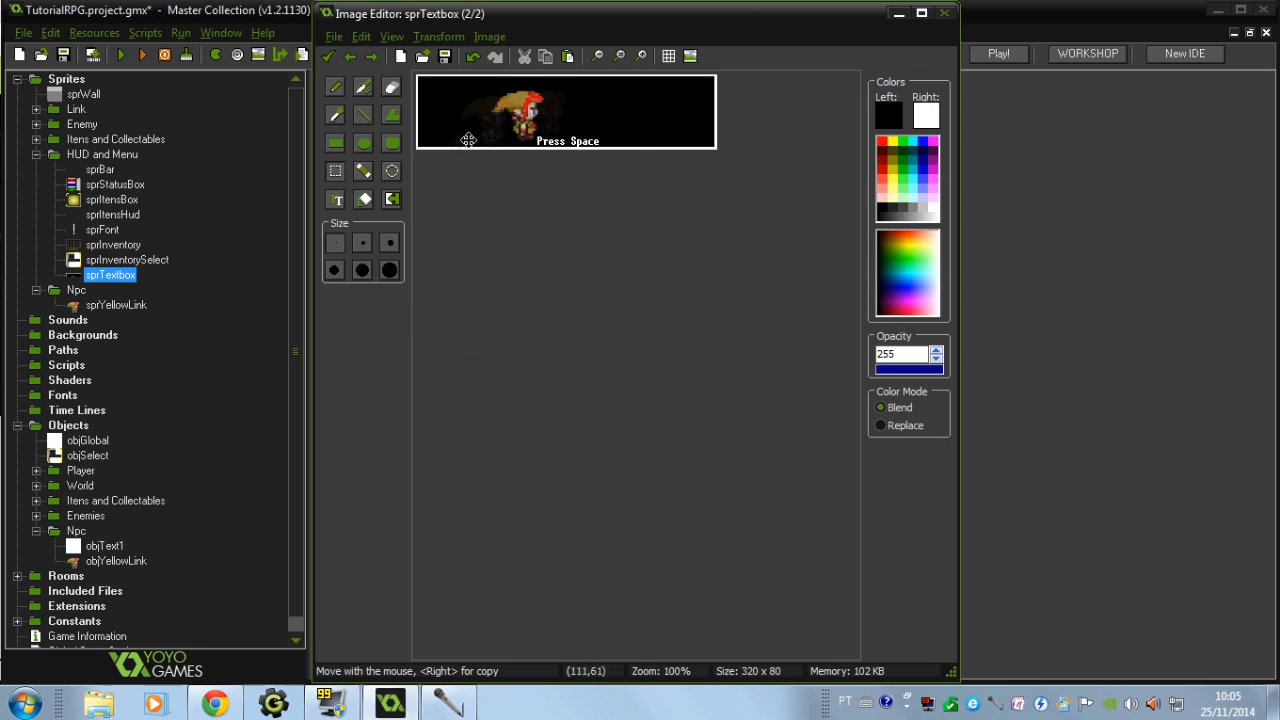 TutorialRPG.project.gmx* - Master Collection (v1.2.1130)
File Edit Resources Scripts Run Window Help
Sprites
sprWall
Link
Enemy
Itens and Collectables
HUD and Menu
sprBar
sprStatusBox
sprItensBox
sprItensHud
sprFont
sprInventory
sprInventorySelect
sprTextbox
Npc
sprYellowLink
Sounds
Backgrounds
Paths
Scripts
Shaders
Fonts
Time Lines
Objects
objGlobal
objSelect
Player
World
Itens and Collectables
Enemies
Npc
objText1
objYellowLink
Rooms
Included Files
Extensions
Constants
Game Information
YOYO
GAMES
Image Editor: sprTextbox (2/2)
File Edit View Transform Image
Size
Press Space
Colors
Left: Right:
Opacity
255
Color Mode
Blend
Replace
Move with the mouse, <Right> for copy (111,61) Zoom: 100% Size: 320 x 80 Memory: 102 KB
Play! WORKSHOP New IDE
99
PT
10:05
25/11/2014